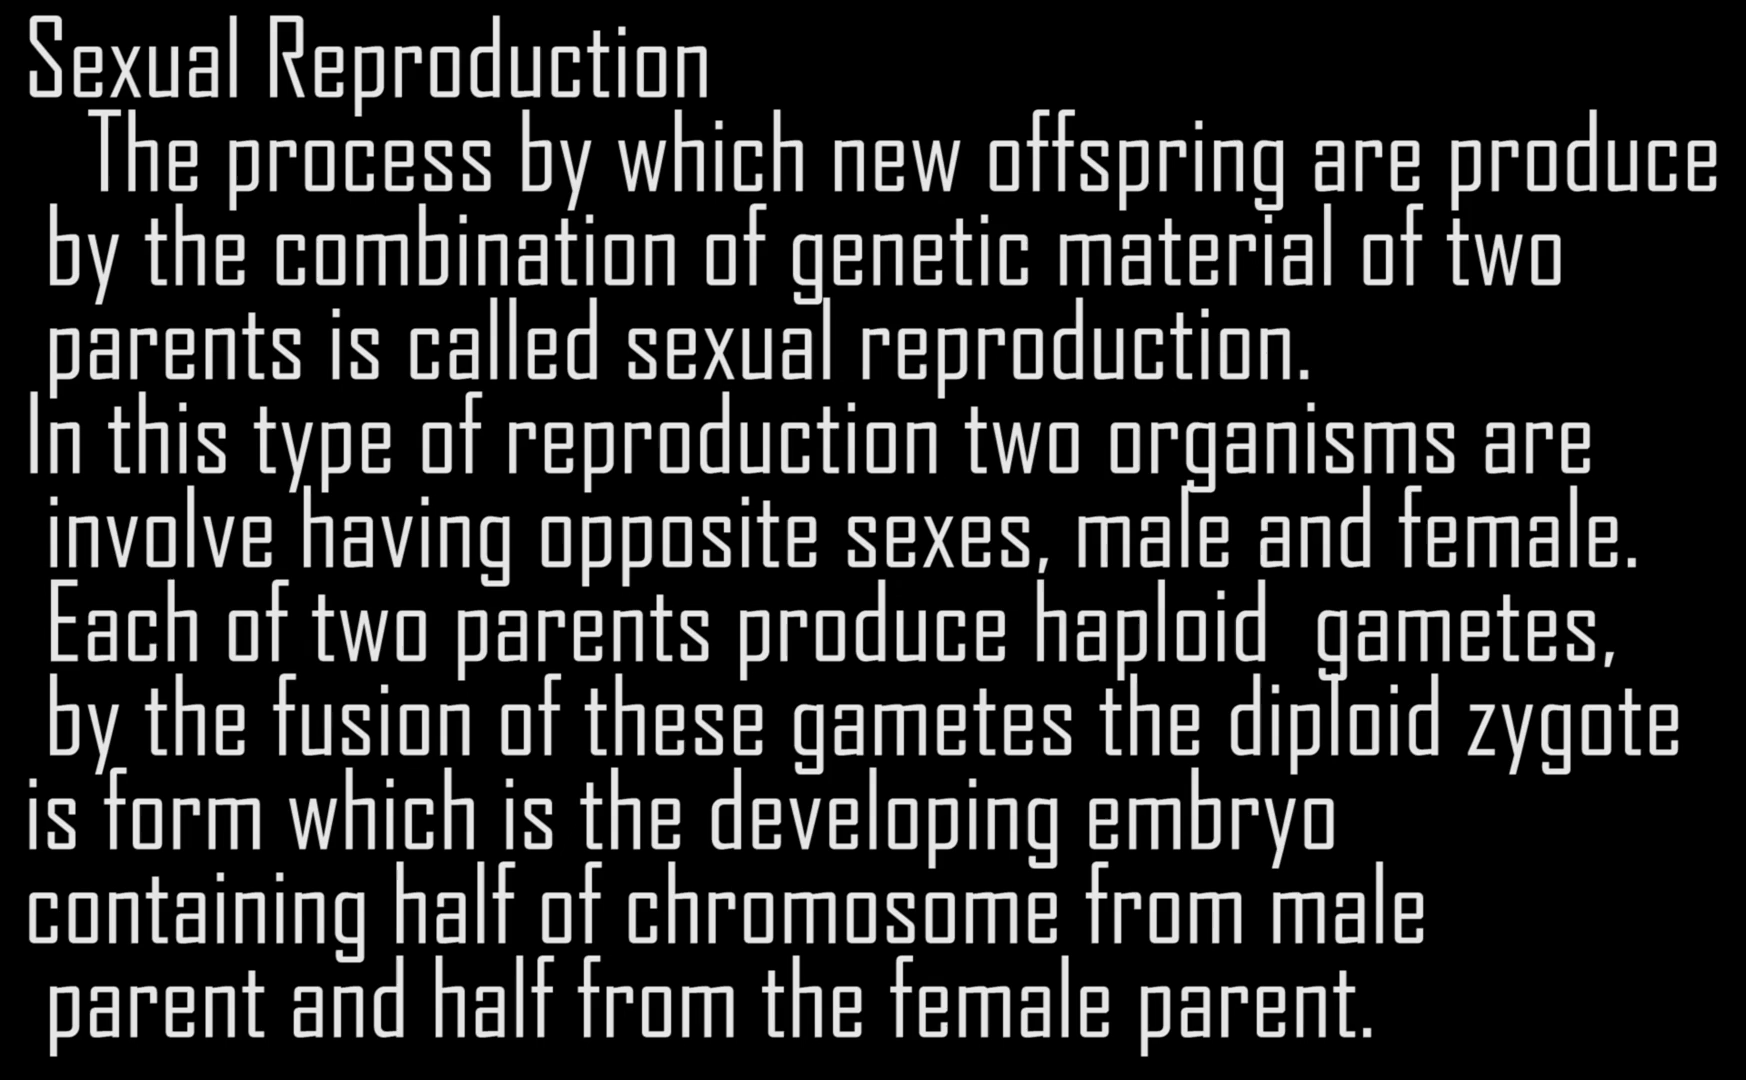 Sexual Reproduction
The process by which new offspring are produce
by the combination of genetic material of two
parents is called sexual reproduction.
In this type of reproduction two organisms are
involve having opposite sexes, male and female.
Each of two parents produce haploid gametes,
by the fusion of these gametes the diploid zygote
is form which is the developing embryo
containing half of chromosome from male
parent and half from the female parent.